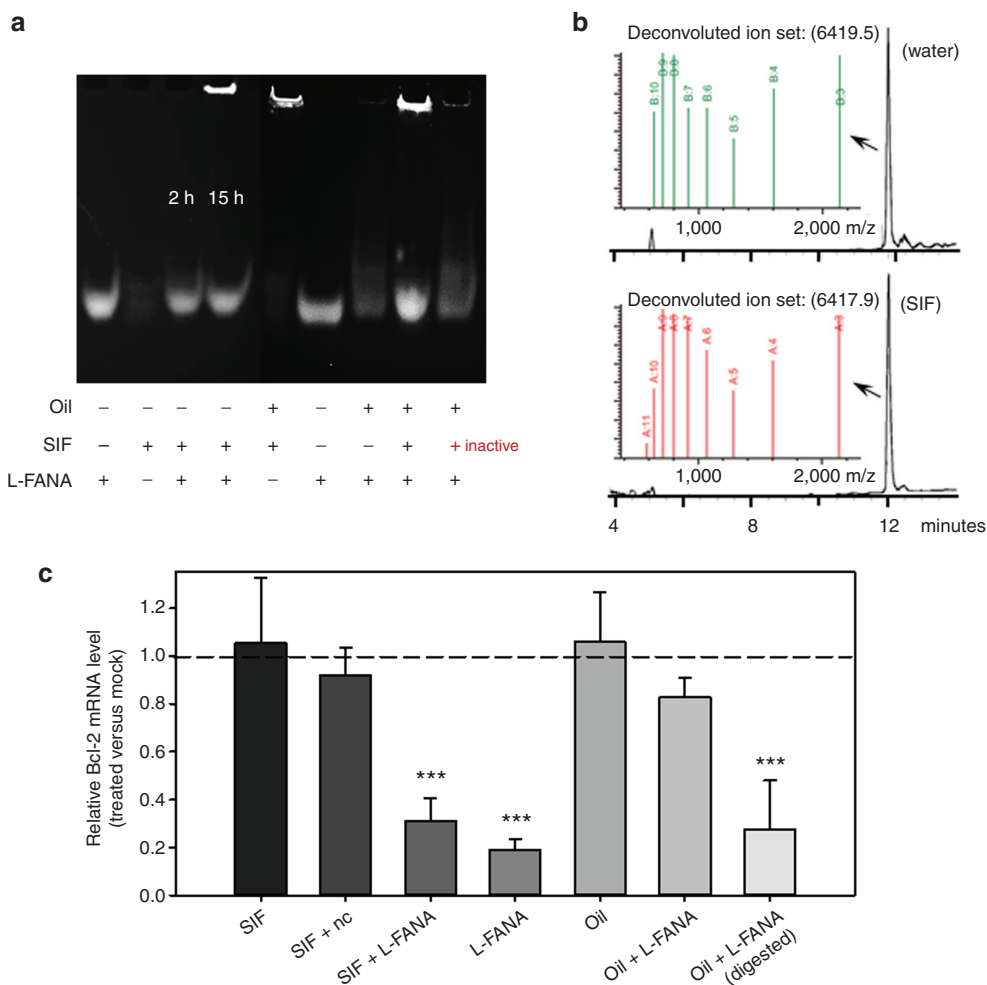 a
2 h 15 h
Oil – – – – + – + + +
SIF – + + + + – – + + inactive
L-FANA + – + + – + + + +
b
Deconvoluted ion set: (6419.5)
(water)
B:10 B:7 B:6 B:5 B:4
1,000 2,000 m/z
Deconvoluted ion set: (6417.9)
(SIF)
A:11 A:10 A:9 A:8 A:7 A:6 A:5 A:4 A:3
1,000 2,000 m/z
4 8 12 minutes
c
Relative Bcl-2 mRNA level
(treated versus mock)
1.2
1.0
0.8
0.6
0.4
0.2
0.0
*** *** ***
SIF
SIF + nc
SIF + L-FANA
L-FANA
Oil
Oil + L-FANA
Oil + L-FANA
(digested)